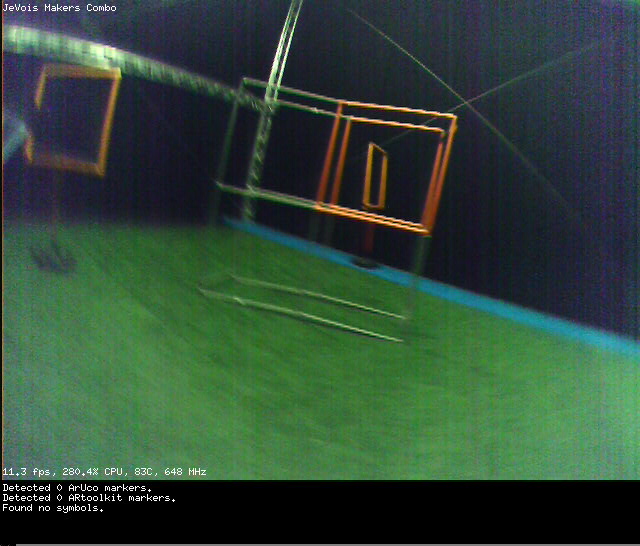 JeVois Makers Combo
11.3 fps, 280.4% CPU, 83C, 648 MHz
Detected 0 ArUco markers.
Detected 0 ARtoolkit markers.
Found no symbols.